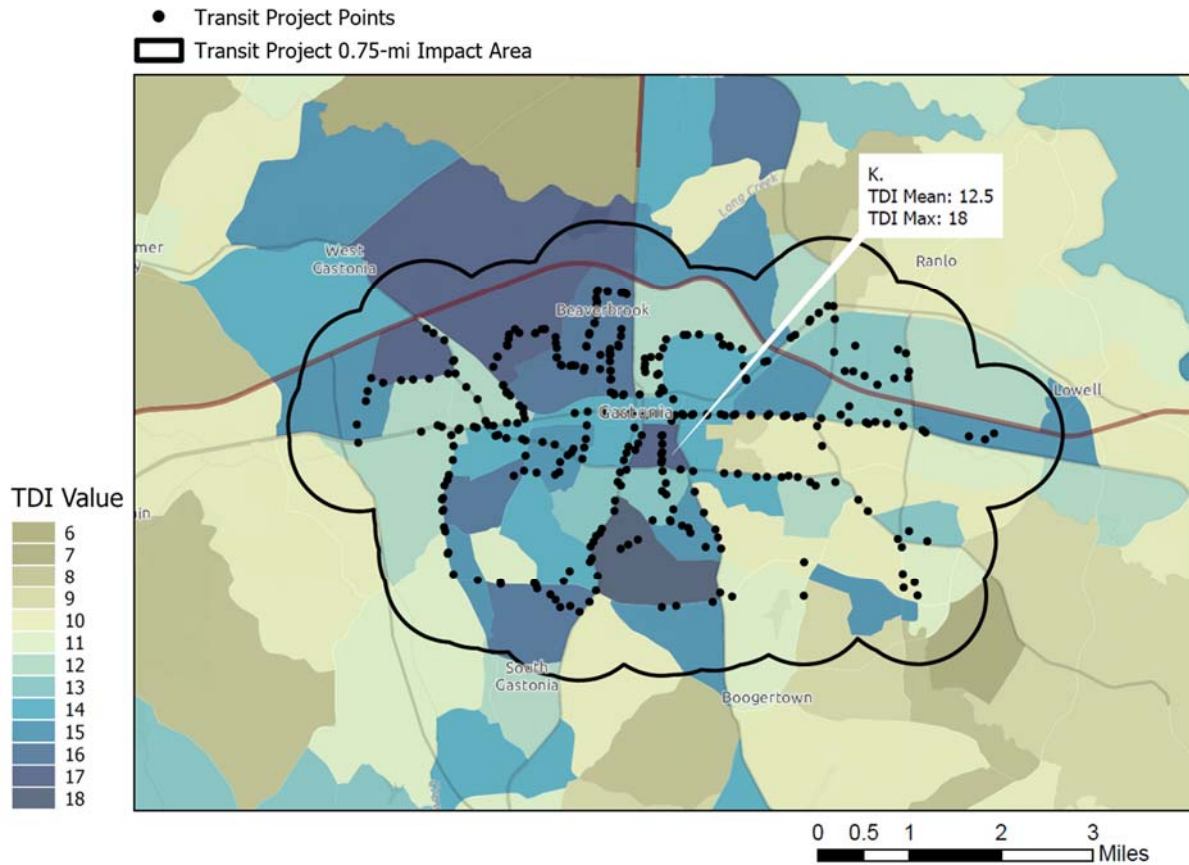 Transit Project Points
Transit Project 0.75-mi Impact Area
K.
TDI Mean: 12.5
TDI Max: 18
Long Creek
mer
y
West
Gastonia
Ranlo
Beaverbrook
Lowell
Gastonia
ain
South
Gastonia
Boogertown
TDI Value
6
7
8
9
10
11
12
13
14
15
16
17
18
0 0.5 1 2 3
Miles